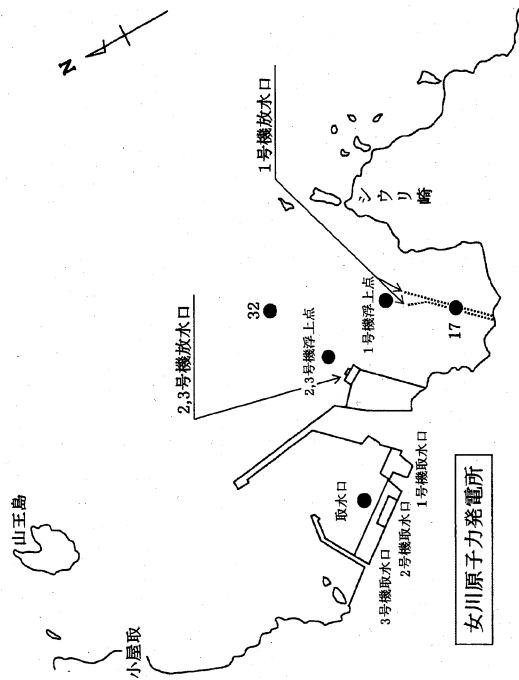 N
1号機放水口
シウリ崎
2,3号機放水口
32
2,3号機浮上点
1号機浮上点
17
山王島
小屋取
取水口
1号機取水口
2号機取水口
3号機取水口
女川原子力発電所